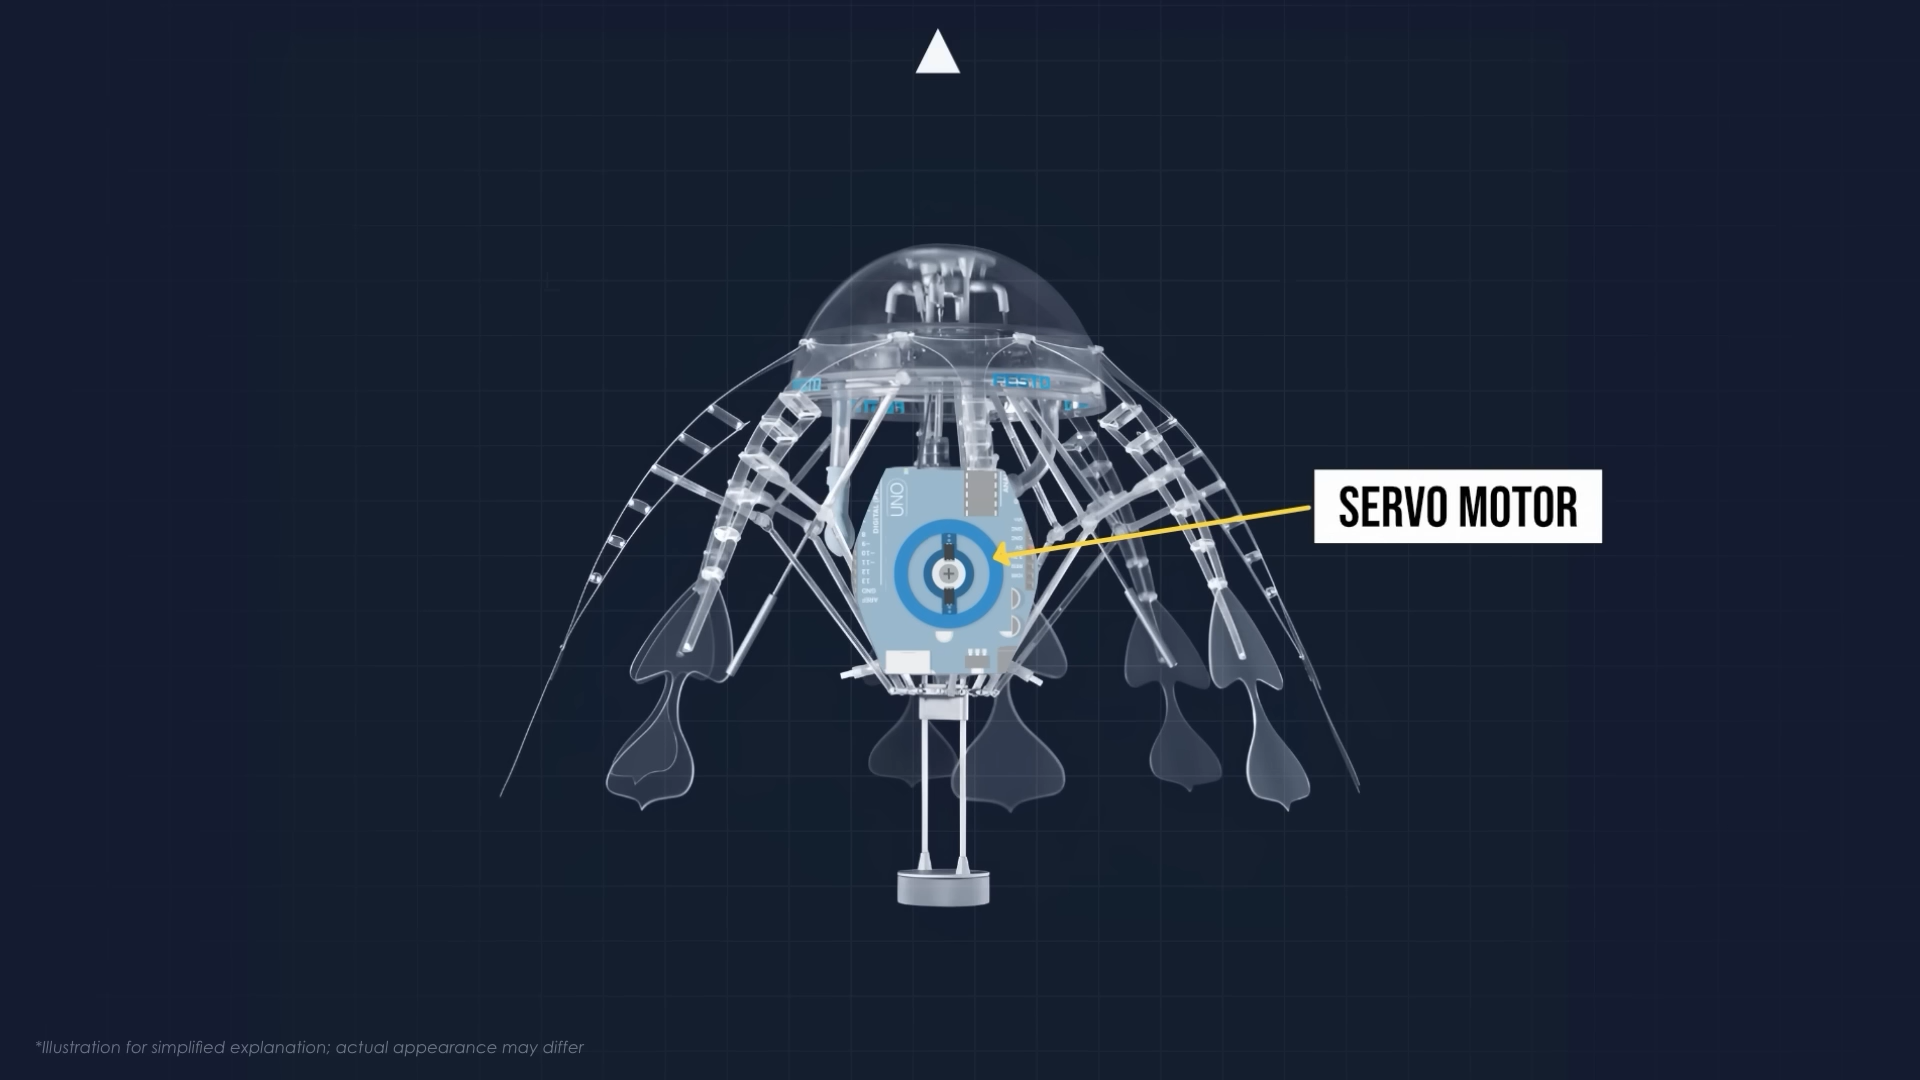 FESTO
UNO
SERVO MOTOR
*Illustration for simplified explanation; actual appearance may differ